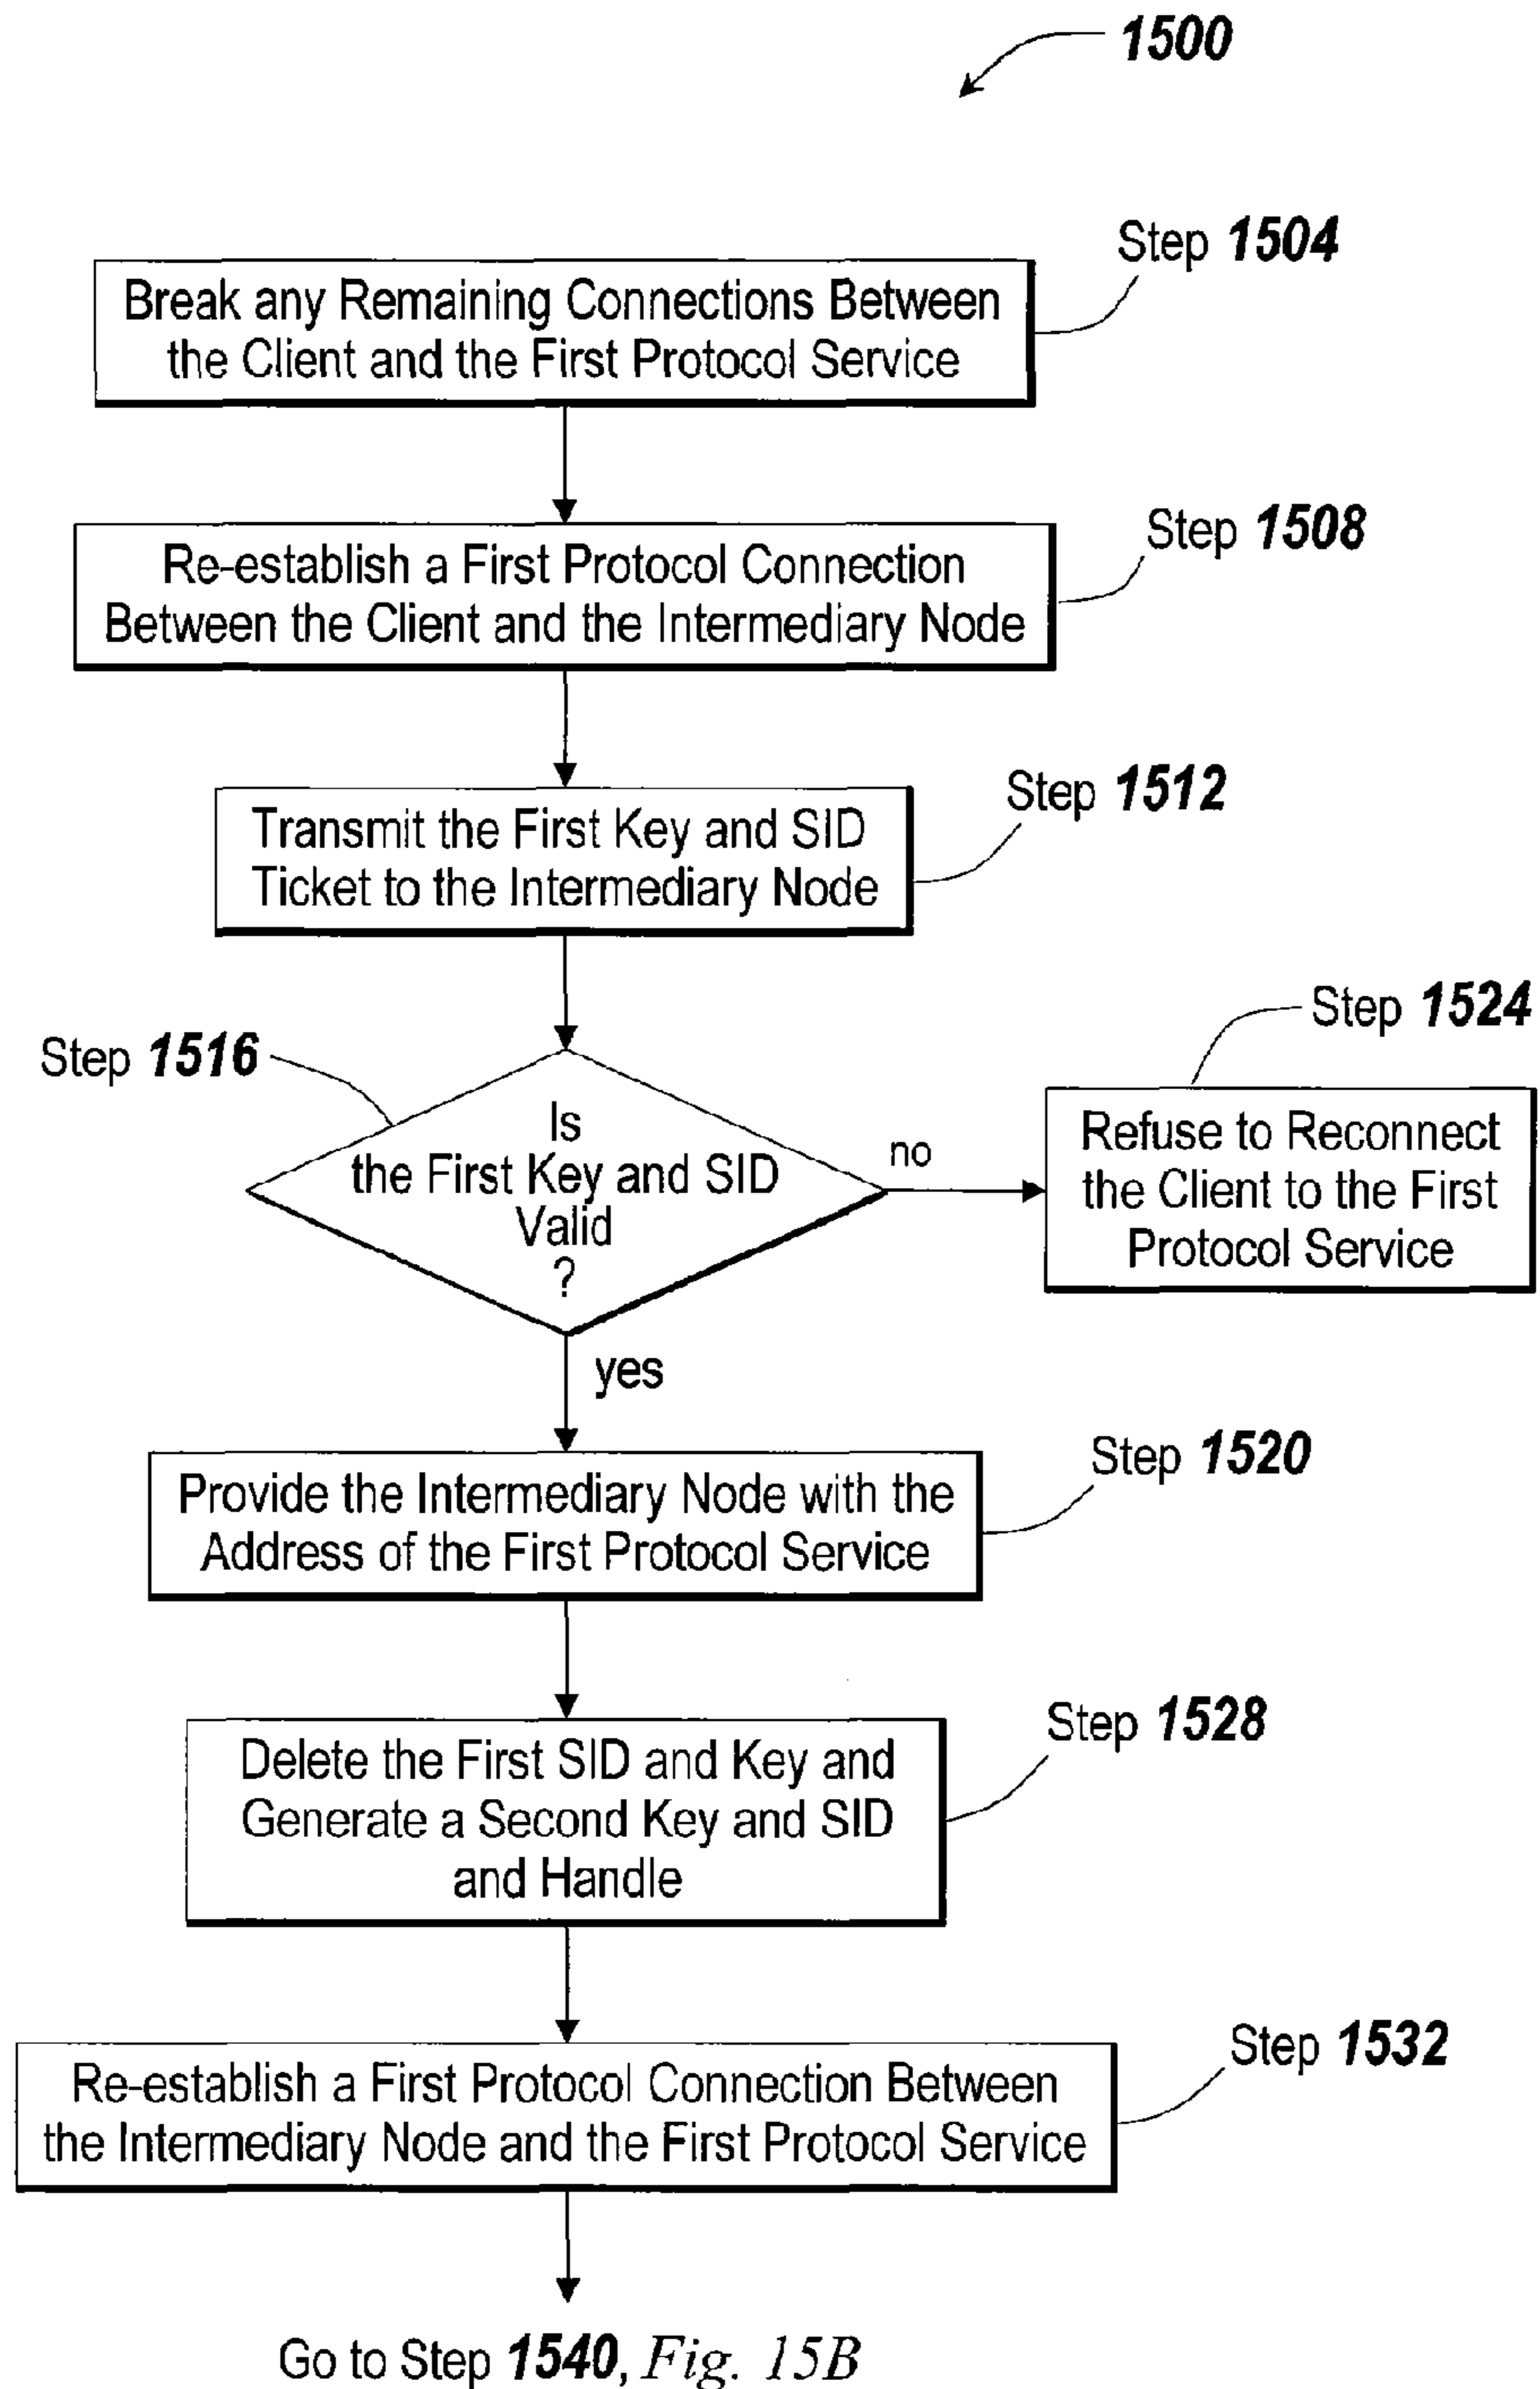 1500
Step 1504
Break any Remaining Connections Between
the Client and the First Protocol Service
Step 1508
Re-establish a First Protocol Connection
Between the Client and the Intermediary Node
Step 1512
Transmit the First Key and SID
Ticket to the Intermediary Node
Step 1516
Is
the First Key and SID
Valid
?
no
Step 1524
Refuse to Reconnect
the Client to the First
Protocol Service
yes
Step 1520
Provide the Intermediary Node with the
Address of the First Protocol Service
Step 1528
Delete the First SID and Key and
Generate a Second Key and SID
and Handle
Step 1532
Re-establish a First Protocol Connection Between
the Intermediary Node and the First Protocol Service
Go to Step 1540, Fig. 15B